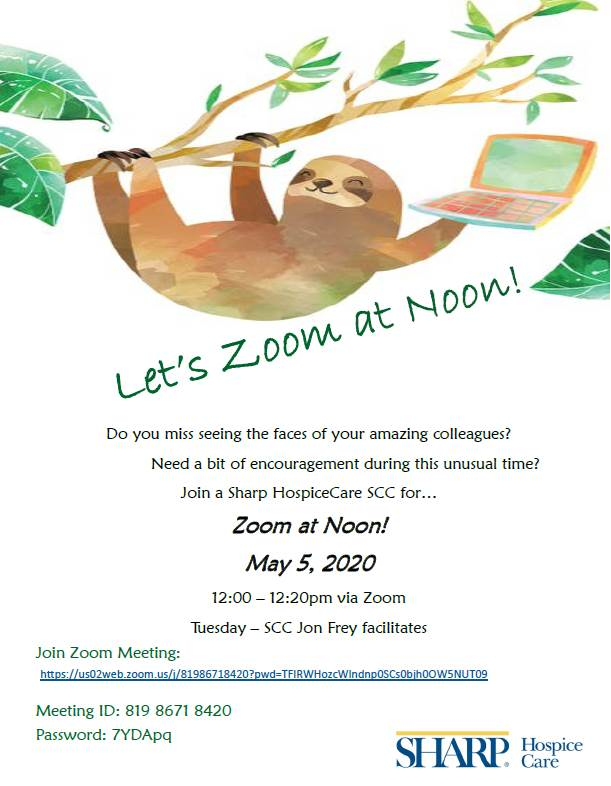 Let's Zoom at Noon!
Do you miss seeing the faces of your amazing colleagues?
Need a bit of encouragement during this unusual time?
Join a Sharp HospiceCare SCC for…
Zoom at Noon!
May 5, 2020
12:00 – 12:20pm via Zoom
Tuesday – SCC Jon Frey facilitates
Join Zoom Meeting:
https://us02web.zoom.us/j/81986718420?pwd=TFlRWHozcWlndnp0SCs0bjh0OW5NUT09
Meeting ID: 819 8671 8420
Password: 7YDApq
SHARP® Hospice
Care